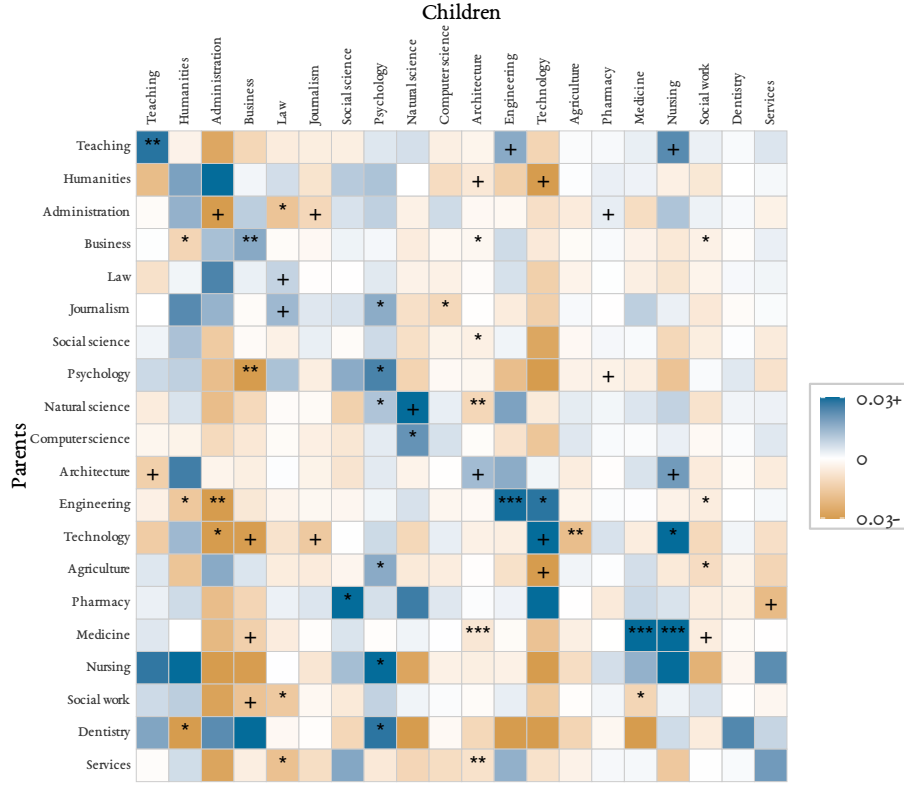 Children
Teaching
Humanities
Administration
Business
Law
Journalism
Social science
Psychology
Natural science
Computer science
Architecture
Engineering
Technology
Agriculture
Pharmacy
Medicine
Nursing
Social work
Dentistry
Services
Parents
Teaching ** + +
Humanities + +
Administration + * + +
Business * ** * *
Law +
Journalism + * *
Social science *
Psychology ** * +
Natural science * + **
Computer science *
Architecture + + +
Engineering * ** *** * *
Technology * + + + ** *
Agriculture * + *
Pharmacy * +
Medicine + *** *** *** +
Nursing *
Social work + * *
Dentistry * *
Services * **
0.03+
0
0.03-